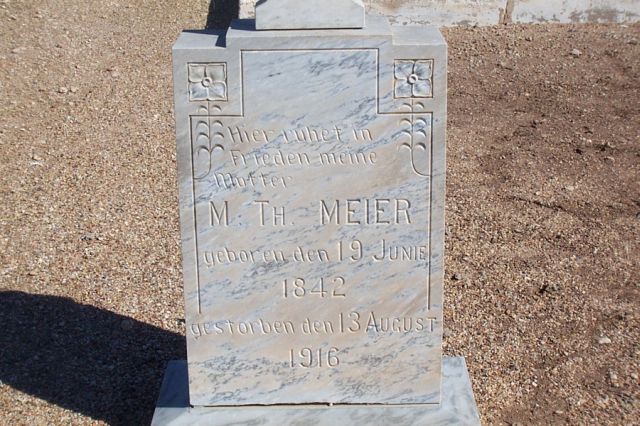 Hier ruhet in
Frieden meine
Mutter
M. TH. MEIER
geboren den 19 JUNIE
1842
gestorben den 13 AUGUST
1916